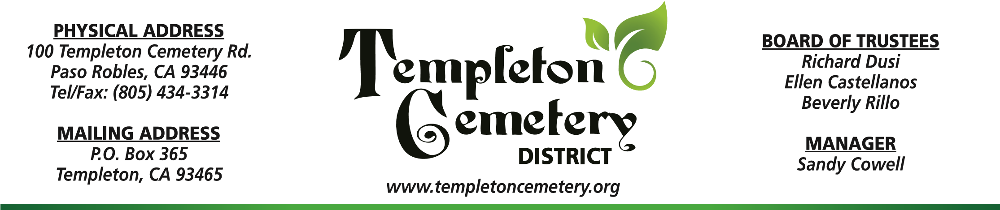 PHYSICAL ADDRESS
100 Templeton Cemetery Rd.
Paso Robles, CA 93446
Tel/Fax: (805) 434-3314
MAILING ADDRESS
P.O. Box 365
Templeton, CA 93465
Templeton
Cemetery
DISTRICT
www.templetoncemetery.org
BOARD OF TRUSTEES
Richard Dusi
Ellen Castellanos
Beverly Rillo
MANAGER
Sandy Cowell